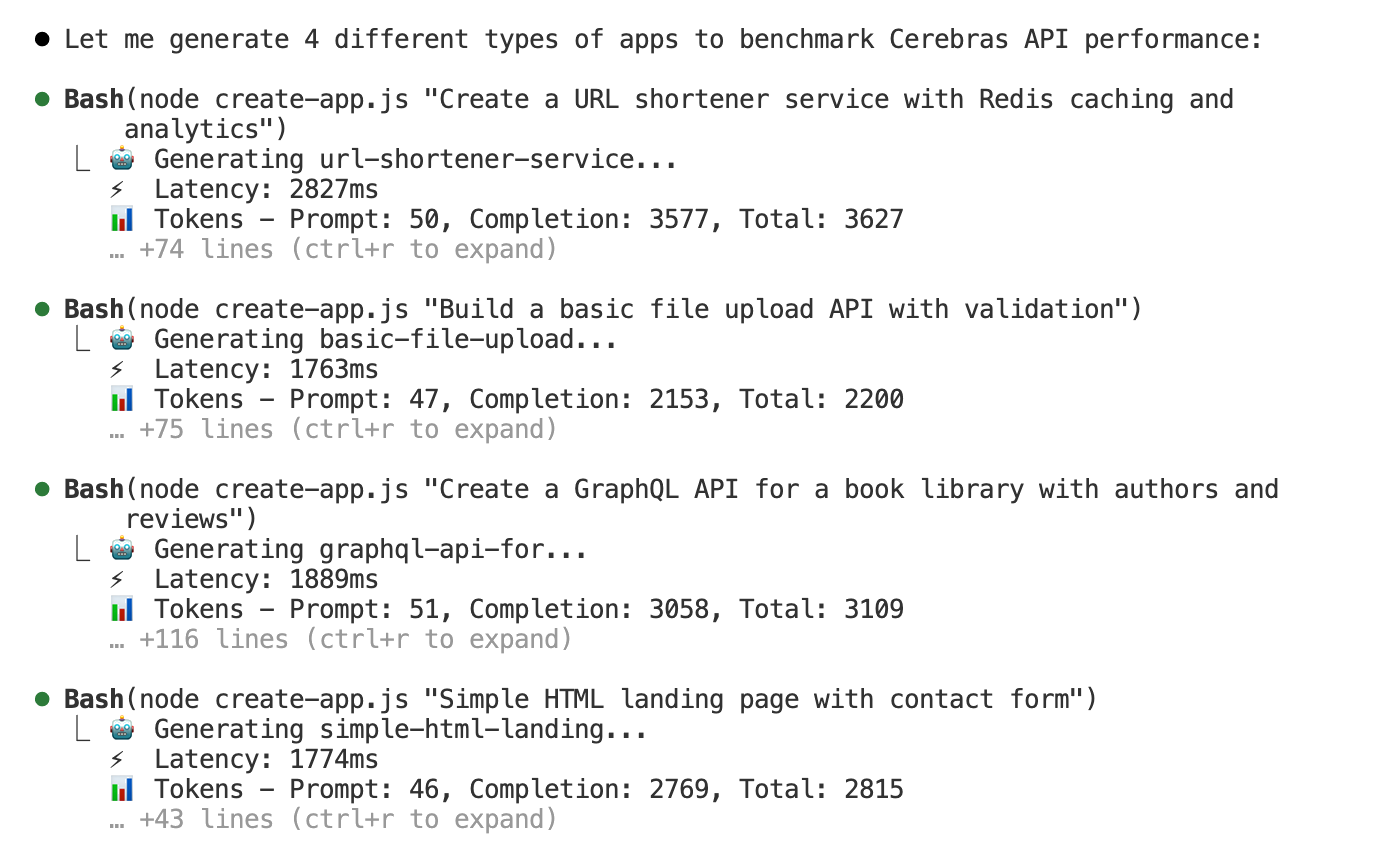 ● Let me generate 4 different types of apps to benchmark Cerebras API performance:
● Bash(node create-app.js "Create a URL shortener service with Redis caching and
analytics")
⎿ 🤖 Generating url-shortener-service...
⚡ Latency: 2827ms
📊 Tokens - Prompt: 50, Completion: 3577, Total: 3627
… +74 lines (ctrl+r to expand)
● Bash(node create-app.js "Build a basic file upload API with validation")
⎿ 🤖 Generating basic-file-upload...
⚡ Latency: 1763ms
📊 Tokens - Prompt: 47, Completion: 2153, Total: 2200
… +75 lines (ctrl+r to expand)
● Bash(node create-app.js "Create a GraphQL API for a book library with authors and
reviews")
⎿ 🤖 Generating graphql-api-for...
⚡ Latency: 1889ms
📊 Tokens - Prompt: 51, Completion: 3058, Total: 3109
… +116 lines (ctrl+r to expand)
● Bash(node create-app.js "Simple HTML landing page with contact form")
⎿ 🤖 Generating simple-html-landing...
⚡ Latency: 1774ms
📊 Tokens - Prompt: 46, Completion: 2769, Total: 2815
… +43 lines (ctrl+r to expand)